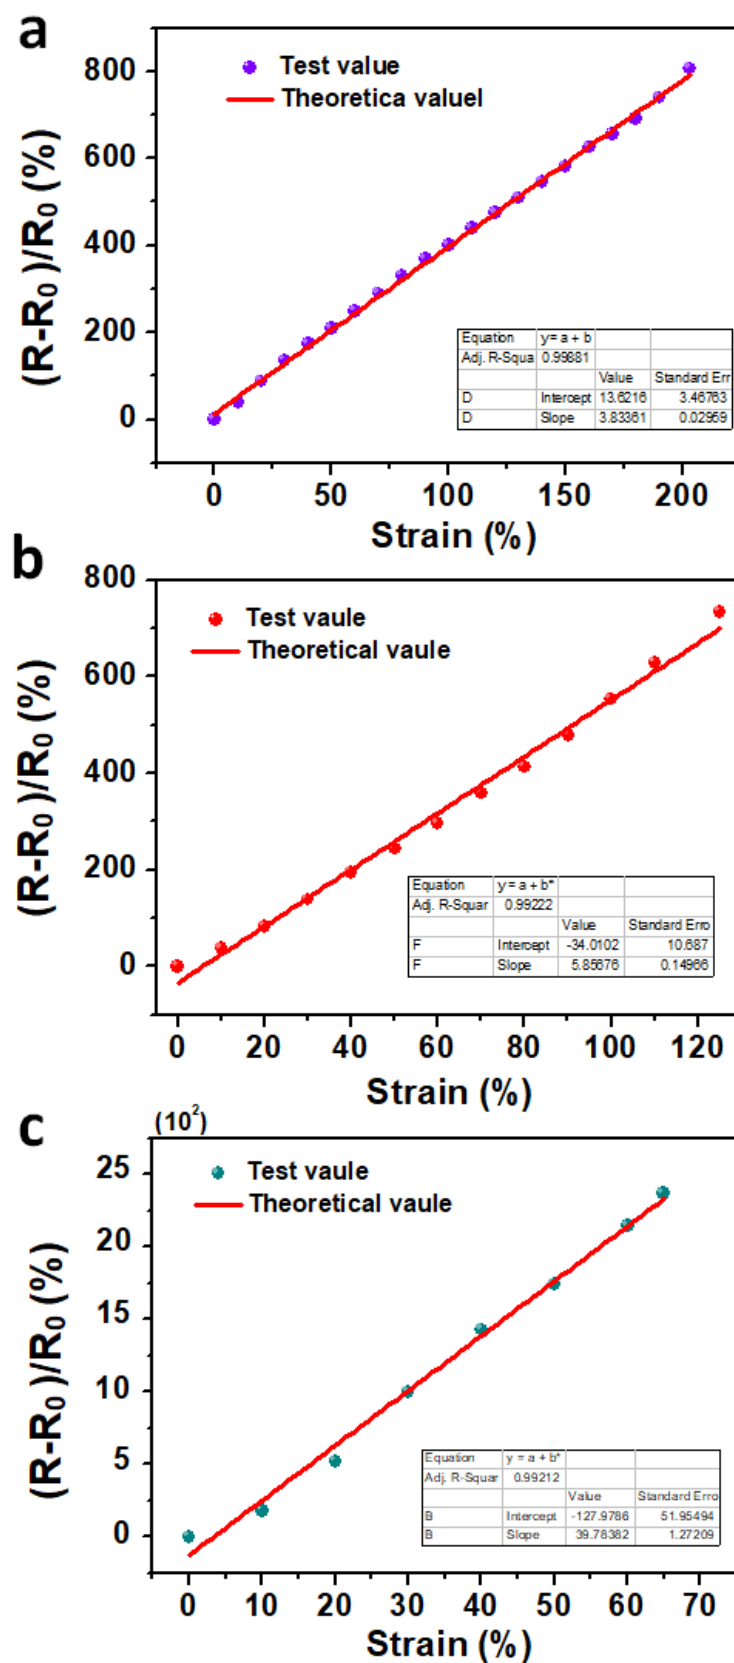 a
(R-R0)/R0 (%)
800
600
400
200
0
Test value
Theoretica valuel
Equation y= a + b
Adj. R-Squa 0.99881
Value Standard Err
D Intercept 13.6216 3.46763
D Slope 3.83361 0.02959
0 50 100 150 200
Strain (%)
b
(R-R0)/R0 (%)
800
600
400
200
0
Test vaule
Theoretical vaule
Equation y = a + b*
Adj. R-Squar 0.99222
Value Standard Erro
F Intercept -34.0102 10.687
F Slope 5.85676 0.14966
0 20 40 60 80 100 120
Strain (%)
c
(10²)
(R-R0)/R0 (%)
25
20
15
10
5
0
Test vaule
Theoretical vaule
Equation y = a + b*
Adj. R-Squar 0.99212
Value Standard Erro
B Intercept -127.9786 51.95494
B Slope 39.78382 1.27209
0 10 20 30 40 50 60 70
Strain (%)